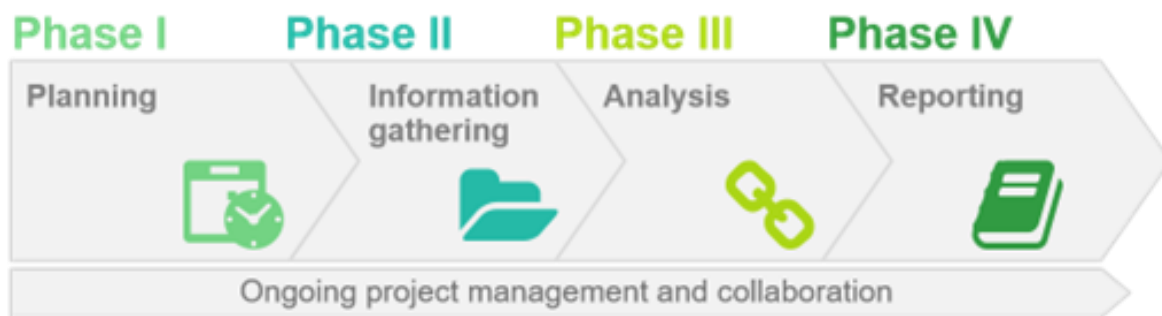 Phase I Phase II Phase III Phase IV
Planning
Information
gathering
Analysis
Reporting
Ongoing project management and collaboration